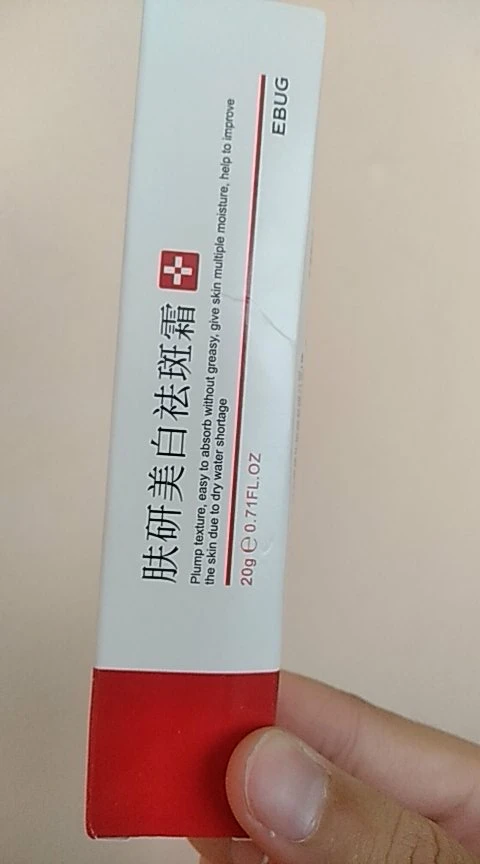 肤研美白祛斑霜
Plump texture, easy to absorb without greasy, give skin multiple moisture, help to improve
the skin due to dry water shortage
20g ℮ 0.71FL.OZ
EBUG